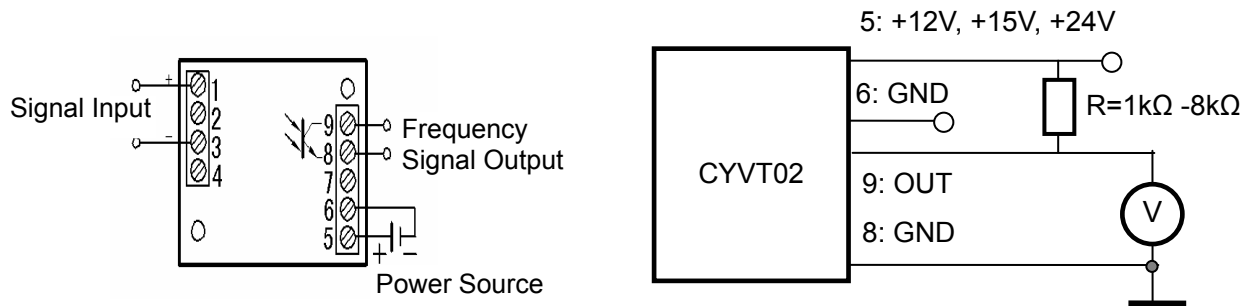 Signal Input
+
-
1
2
3
4
9
8
7
6
5
Frequency
Signal Output
+ -
Power Source
5: +12V, +15V, +24V
6: GND
R=1kΩ -8kΩ
CYVT02
9: OUT
8: GND
V